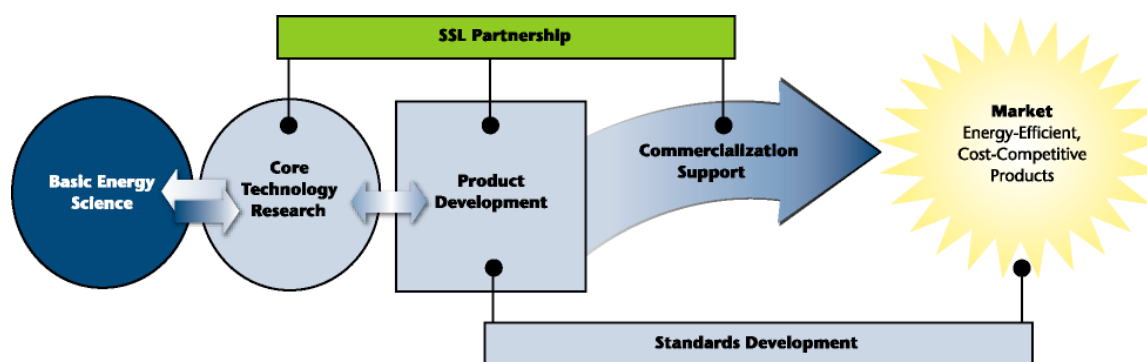 SSL Partnership
Basic Energy
Science
Core
Technology
Research
Product
Development
Commercialization
Support
Market
Energy-Efficient,
Cost-Competitive
Products
Standards Development